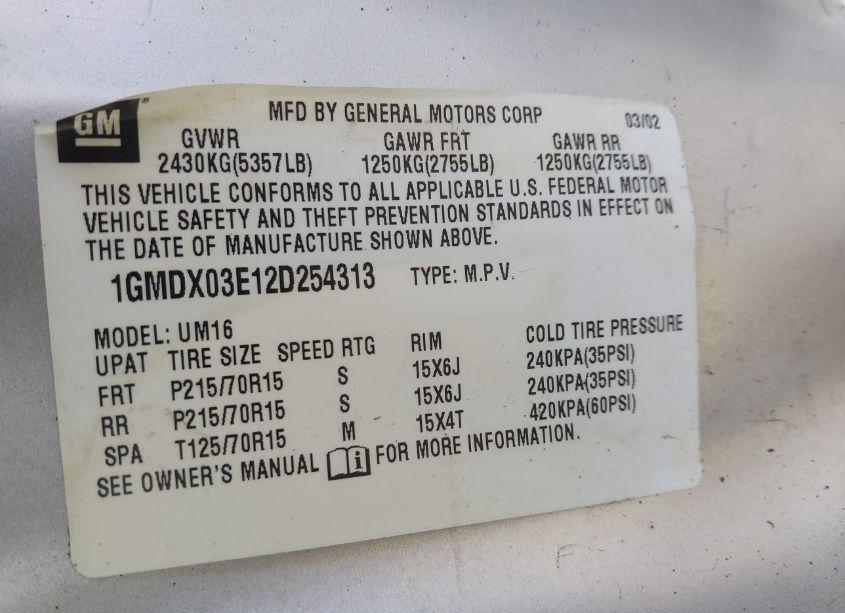 GM
MFD BY GENERAL MOTORS CORP 03/02
GVWR GAWR FRT GAWR RR
2430KG(5357LB) 1250KG(2755LB) 1250KG(2755LB)
THIS VEHICLE CONFORMS TO ALL APPLICABLE U.S. FEDERAL MOTOR
VEHICLE SAFETY AND THEFT PREVENTION STANDARDS IN EFFECT ON
THE DATE OF MANUFACTURE SHOWN ABOVE.
1GMDX03E12D254313 TYPE: M.P.V.
MODEL: UM16
UPAT TIRE SIZE SPEED RTG RIM COLD TIRE PRESSURE
FRT P215/70R15 S 15X6J 240KPA(35PSI)
RR P215/70R15 S 15X6J 240KPA(35PSI)
SPA T125/70R15 M 15X4T 420KPA(60PSI)
SEE OWNER'S MANUAL i FOR MORE INFORMATION.